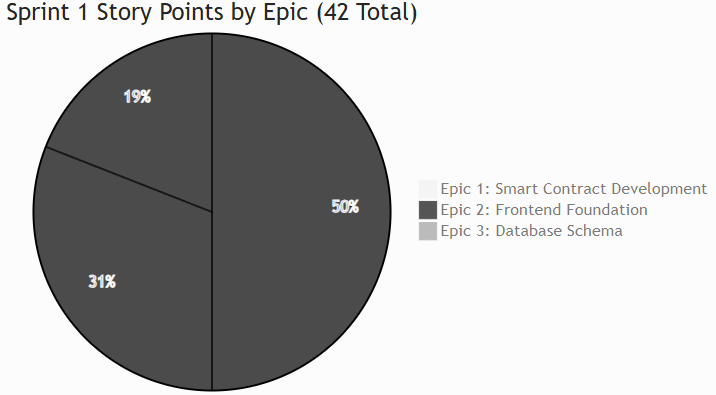 Sprint 1 Story Points by Epic (42 Total)
19%
50%
31%
Epic 1: Smart Contract Development
Epic 2: Frontend Foundation
Epic 3: Database Schema